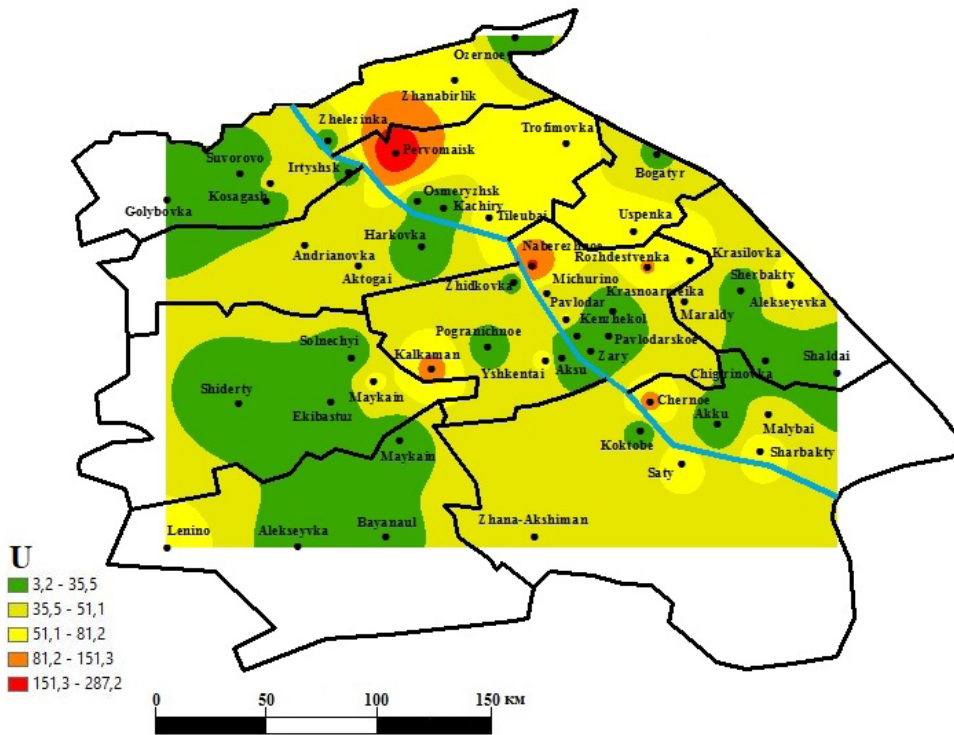 Ozernoe
Zhanabirlik
Zhelezinka
Trofimovka
Pervomaisk
Suvorovo
Irtyshsk
Bogatyr
Kosagash
Golybovka
Osmeryzhsk
Kachiry
Tileubai
Uspenka
Harkovka
Andrianovka
Naberezhnoe
Rozhdestvenka
Krasilovka
Aktogai
Zhidkovka
Michurino
Krasnoarmeika
Sherbakty
Pavlodar
Maraldy
Alekseyevka
Kenzhekol
Pogranichnoe
Pavlodarskoe
Solnechyi
Kalkaman
Yshkentai
Zary
Aksu
Chigirinovka
Shaldai
Shiderty
Maykain
Ekibastuz
Chernoe
Akku
Malybai
Maykain
Koktobe
Sharbakty
Saty
Lenino
Alekseyvka
Bayanaul
Zhana-Akshiman
U
3,2 - 35,5
35,5 - 51,1
51,1 - 81,2
81,2 - 151,3
151,3 - 287,2
0 50 100 150 км